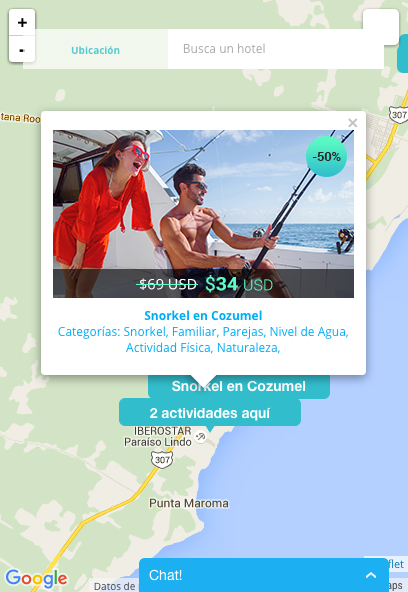 +
-
Ubicación
Busca un hotel
tana Roo
307
×
-50%
$69 USD $34 USD
Snorkel en Cozumel
Categorías: Snorkel, Familiar, Parejas, Nivel de Agua,
Actividad Física, Naturaleza,
Snorkel en Cozumel
2 actividades aquí
IBEROSTAR
Paraíso Lindo
307
Punta Maroma
Google
Datos de
Chat!
flet
aps